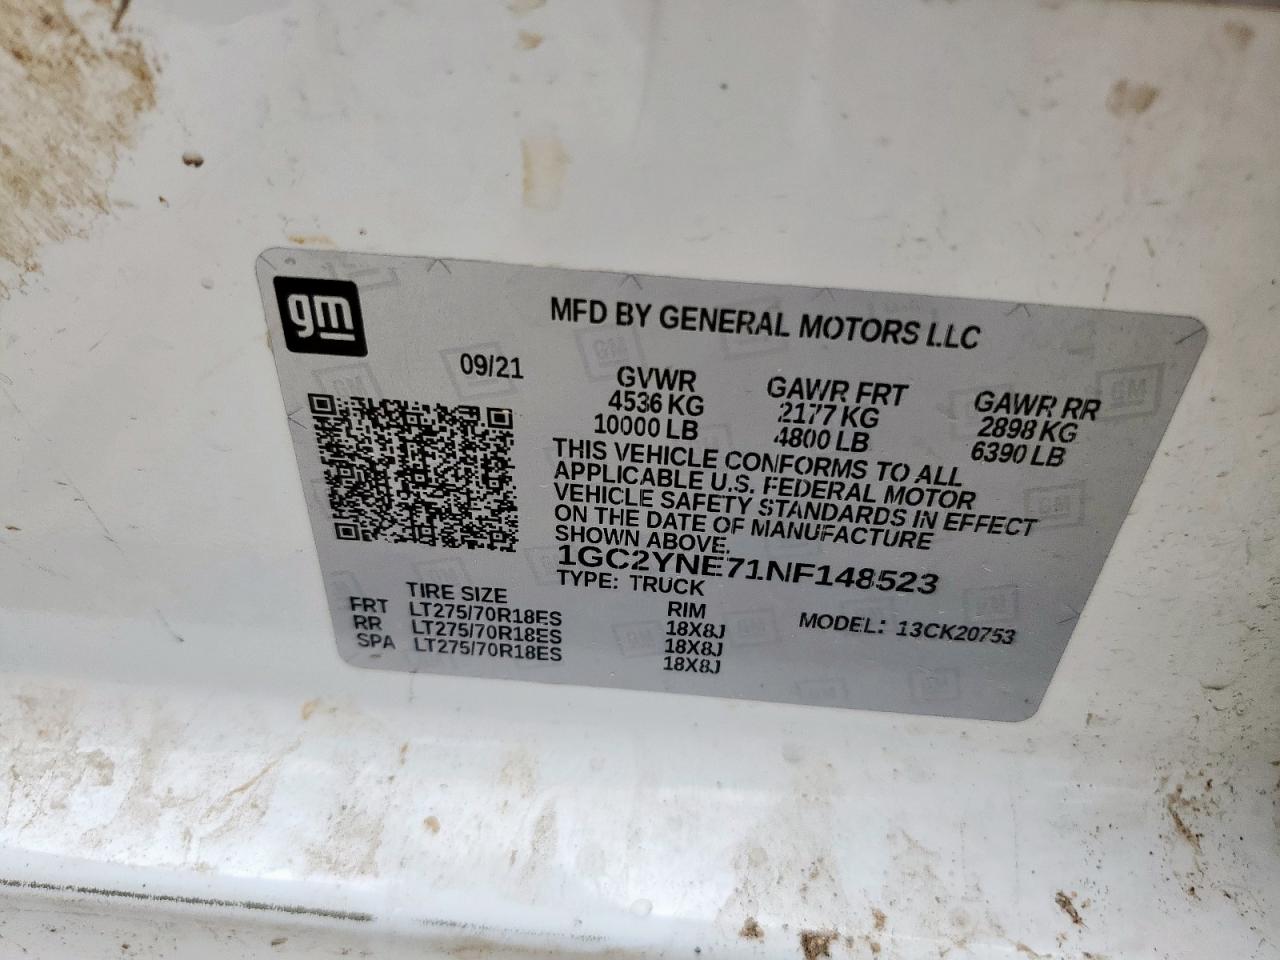 gm
MFD BY GENERAL MOTORS LLC
09/21
GVWR GAWR FRT GAWR RR
4536 KG 2177 KG 2898 KG
10000 LB 4800 LB 6390 LB
THIS VEHICLE CONFORMS TO ALL
APPLICABLE U.S. FEDERAL MOTOR
VEHICLE SAFETY STANDARDS IN EFFECT
ON THE DATE OF MANUFACTURE
SHOWN ABOVE.
1GC2YNE71NF148523
TYPE: TRUCK
TIRE SIZE RIM MODEL: 13CK20753
FRT LT275/70R18ES 18X8J
RR LT275/70R18ES 18X8J
SPA LT275/70R18ES 18X8J